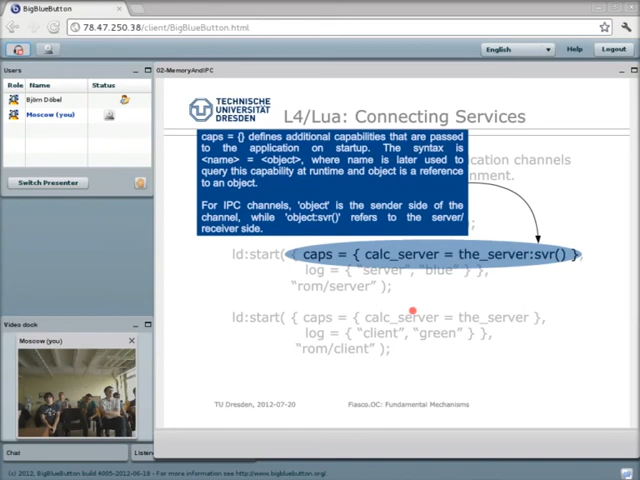 BigBlueButton
78.47.250.38/client/BigBlueButton.html
English
Help
Logout
Users
Role Name Status
Björn Döbel
Moscow (you)
Switch Presenter
Video dock
Moscow (you)
Chat
Listen
02-MemoryAndIPC
TECHNISCHE
UNIVERSITÄT
DRESDEN
L4/Lua: Connecting Services
caps = {} defines additional capabilities that are passed
to the application on startup. The syntax is
<name> = <object>, where name is later used to
query this capability at runtime and object is a reference
to an object.
For IPC channels, 'object' is the sender side of the
channel, while 'object:svr()' refers to the server/
receiver side.
ication channels
nment.
;
ld:start( { caps = { calc_server = the_server:svr() },
log = { "server", "blue" } },
"rom/server" );
ld:start( { caps = { calc_server = the_server },
log = { "client", "green" } },
"rom/client" );
TU Dresden, 2012-07-20
Fiasco.OC: Fundamental Mechanisms
(c) 2012, BigBlueButton build 4005-2012-06-18 - For more information see http://www.bigbluebutton.org/.